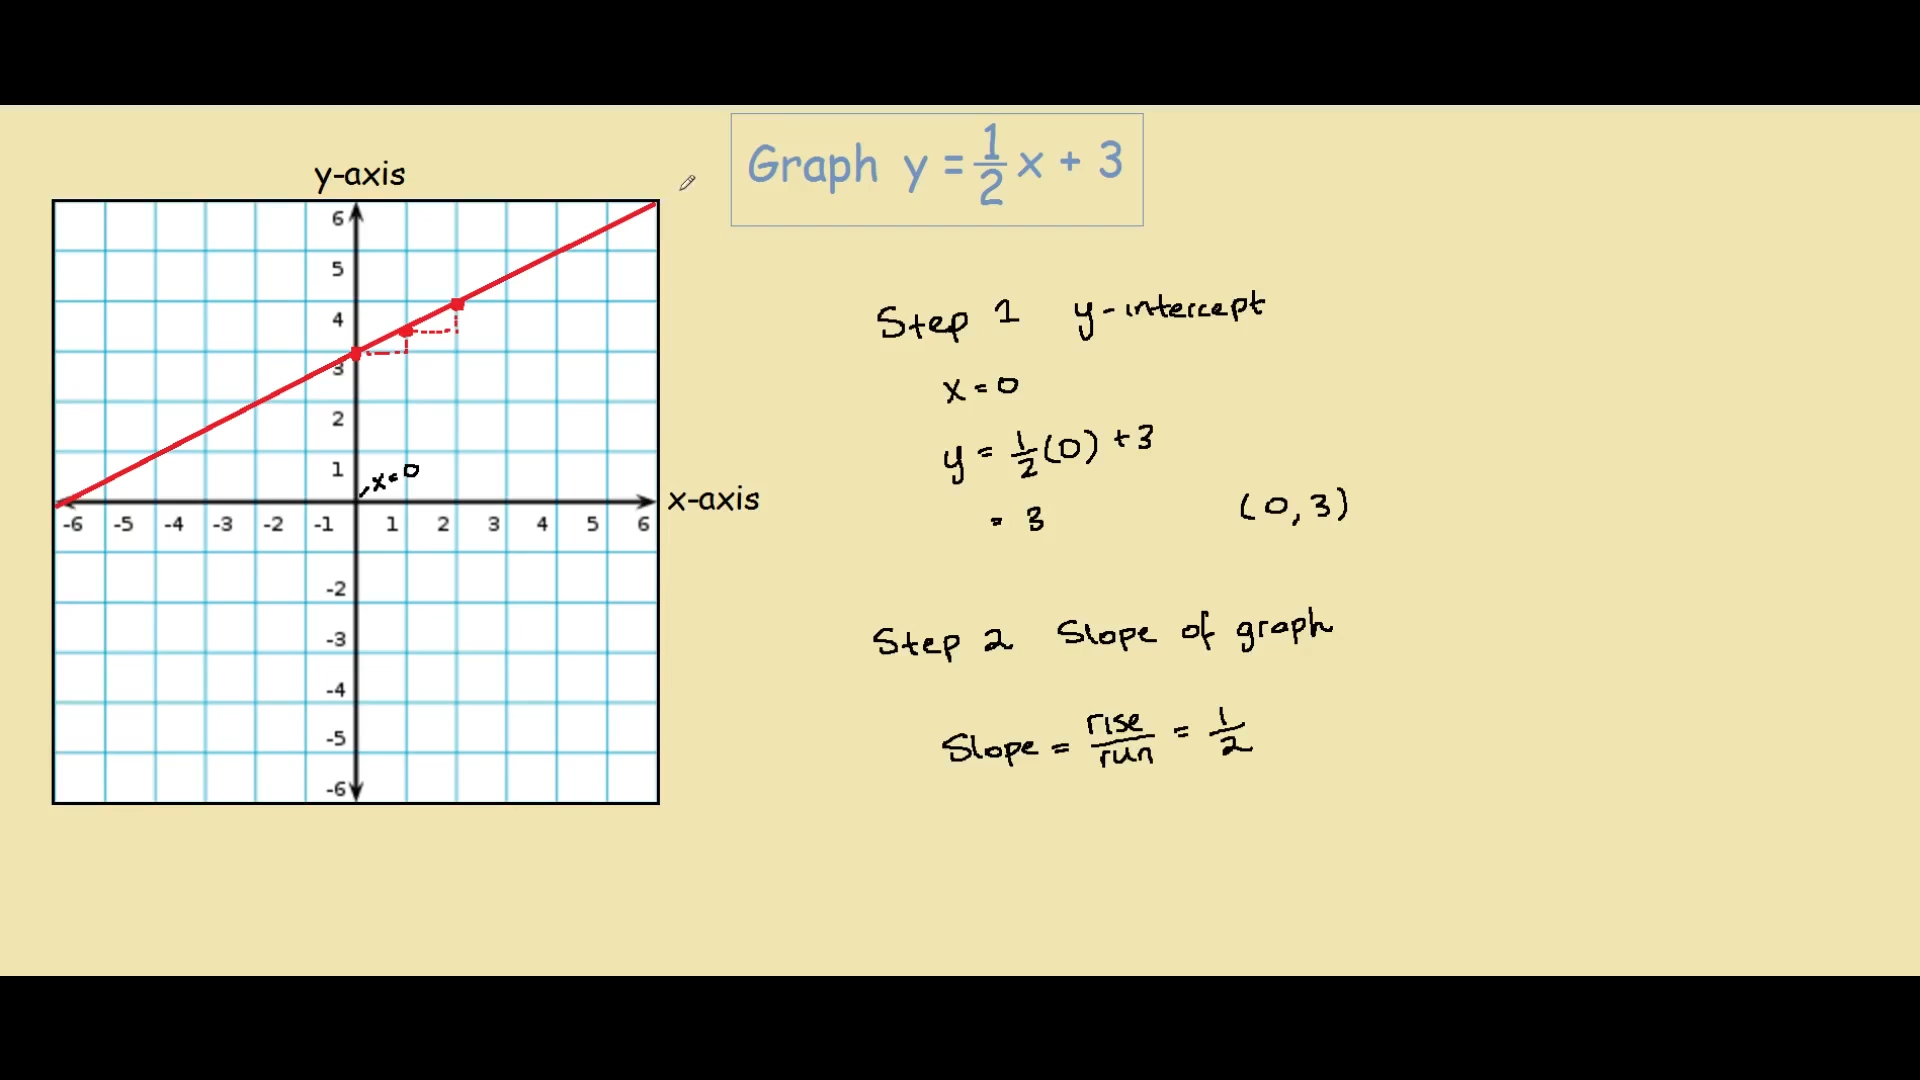 Graph y = 1/2 x + 3
y-axis
6
5
4
3
2
1
x=0
x-axis
-6 -5 -4 -3 -2 -1 1 2 3 4 5 6
-2
-3
-4
-5
-6
Step 1 y-intercept
x = 0
y = 1/2 (0) + 3
= 3
(0, 3)
Step 2 Slope of graph
Slope = rise/run = 1/2